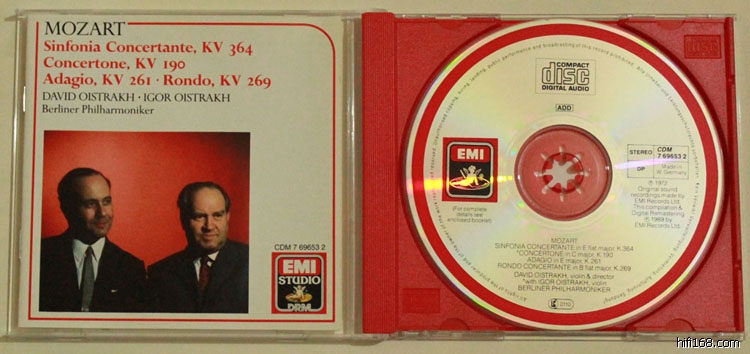 MOZART
Sinfonia Concertante, KV 364
Concertone, KV 190
Adagio, KV 261 · Rondo, KV 269
DAVID OISTRAKH · IGOR OISTRAKH
Berliner Philharmoniker
CDM 7 69653 2
EMI
STUDIO
DRM
COMPACT
disc
DIGITAL AUDIO
ADD
EMI
(For complete
details see
enclosed booklet)
STEREO
CDM
7 69653 2
DIP
Made in
W. Germany
℗ 1972
Original sound
recordings made by
EMI Records Ltd.
This compilation &
Digital Remastering
℗ 1989 by
EMI Records Ltd.
MOZART
SINFONIA CONCERTANTE in E flat major, K.364
*CONCERTONE in C major, K.190
ADAGIO in E major, K.261
RONDO CONCERTANTE in B flat major, K.269
DAVID OISTRAKH, violin & director
*with IGOR OISTRAKH, violin
BERLINER PHILHARMONIKER
hifi168.com